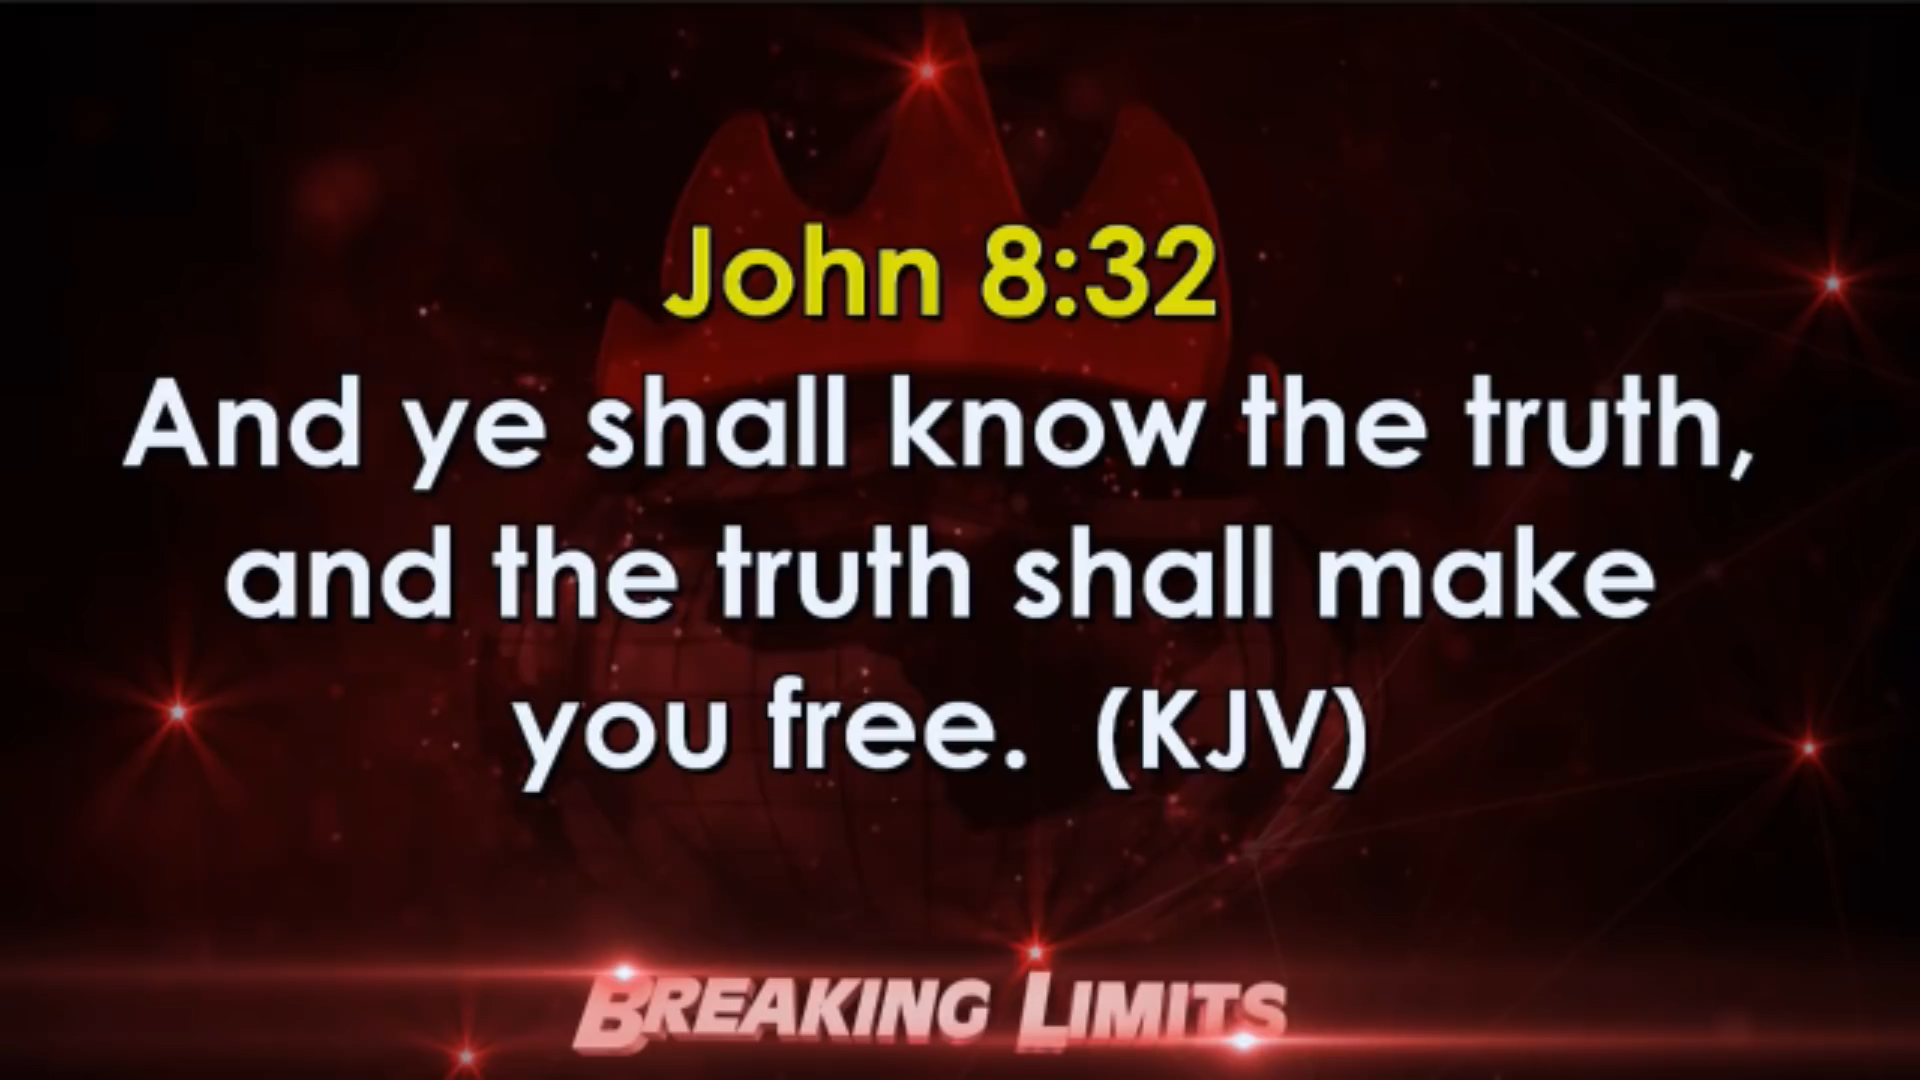 John 8:32
And ye shall know the truth,
and the truth shall make
you free.  (KJV)
BREAKING LIMITS